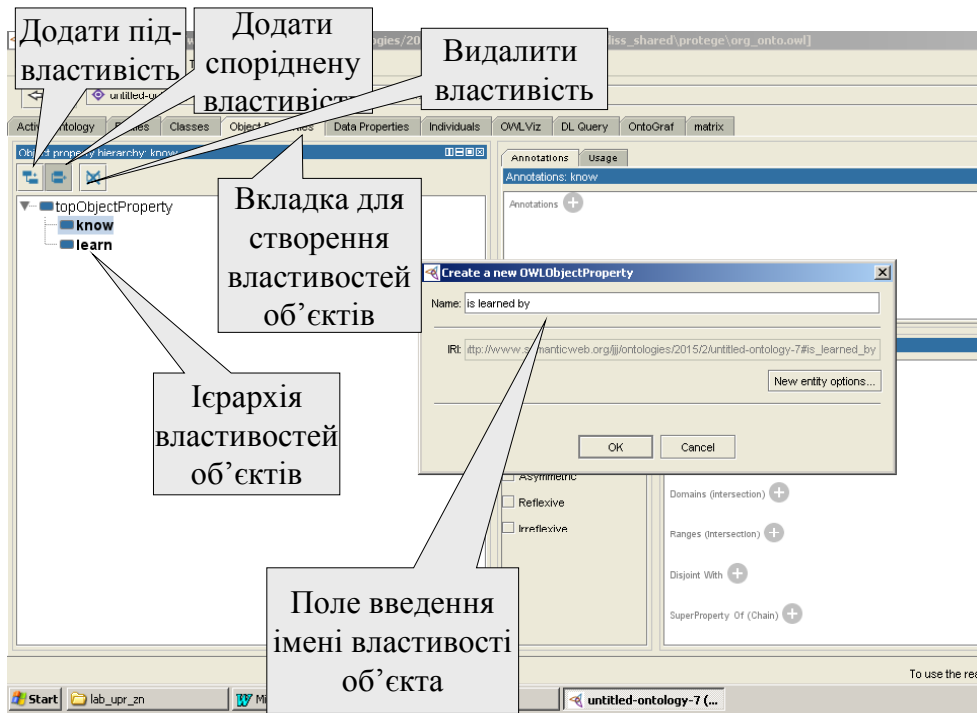 Додати під-
властивість
Додати
споріднену
властивість
Видалити
властивість
ologies/20
liss_shared\protege\org_onto.owl]
untitled-on
Active Ontology Entities Classes Object Properties Data Properties Individuals OWLViz DL Query OntoGraf matrix
Object property hierarchy: know
topObjectProperty
know
learn
Вкладка для
створення
властивостей
об’єктів
Ієрархія
властивостей
об’єктів
Annotations Usage
Annotations: know
Annotations
Create a new OWLObjectProperty
Name: is learned by
IRI: ttp://www.semanticweb.org/jjj/ontologies/2015/2/untitled-ontology-7#is_learned_by
New entity options...
OK Cancel
Asymmetric
Reflexive
Irreflexive
Domains (intersection)
Ranges (intersection)
Disjoint With
SuperProperty Of (Chain)
Поле введення
імені властивості
об’єкта
To use the rea
Start lab_upr_zn Mi untitled-ontology-7 (...